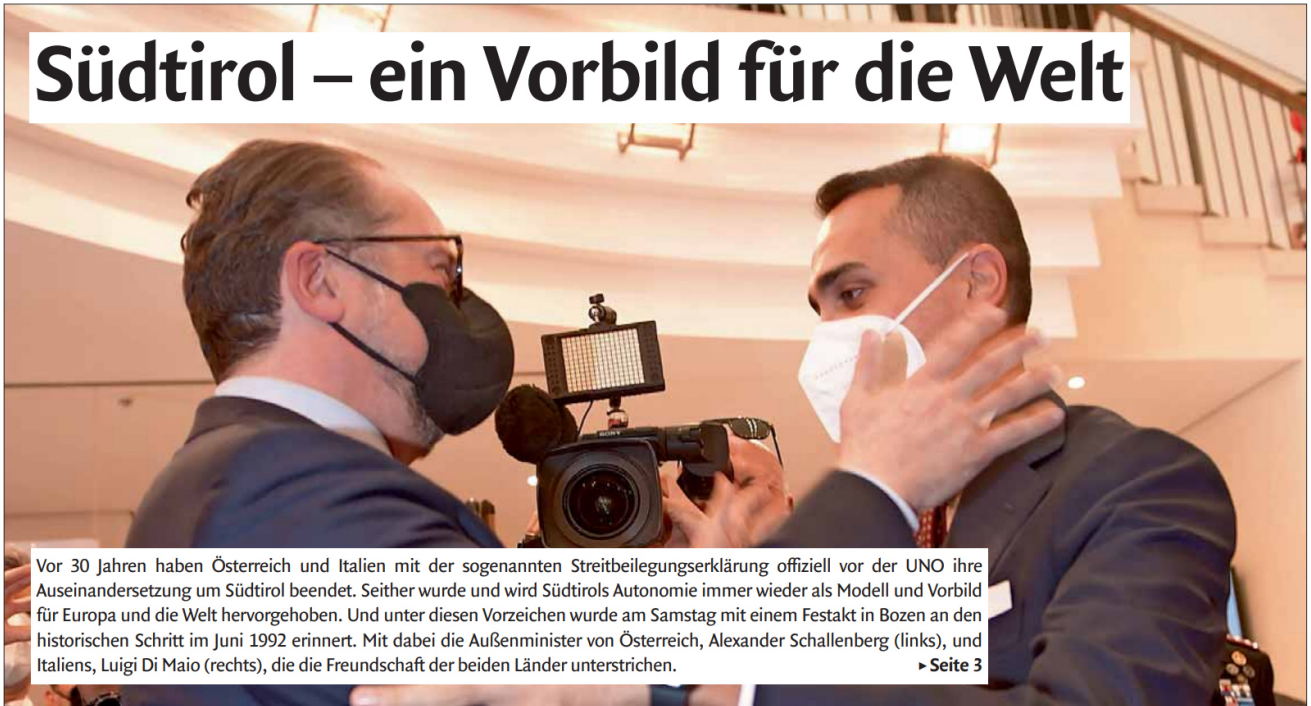 Südtirol – ein Vorbild für die Welt
SONY
Vor 30 Jahren haben Österreich und Italien mit der sogenannten Streitbeilegungserklärung offiziell vor der UNO ihre
Auseinandersetzung um Südtirol beendet. Seither wurde und wird Südtirols Autonomie immer wieder als Modell und Vorbild
für Europa und die Welt hervorgehoben. Und unter diesen Vorzeichen wurde am Samstag mit einem Festakt in Bozen an den
historischen Schritt im Juni 1992 erinnert. Mit dabei die Außenminister von Österreich, Alexander Schallenberg (links), und
Italiens, Luigi Di Maio (rechts), die die Freundschaft der beiden Länder unterstrichen. ▸ Seite 3